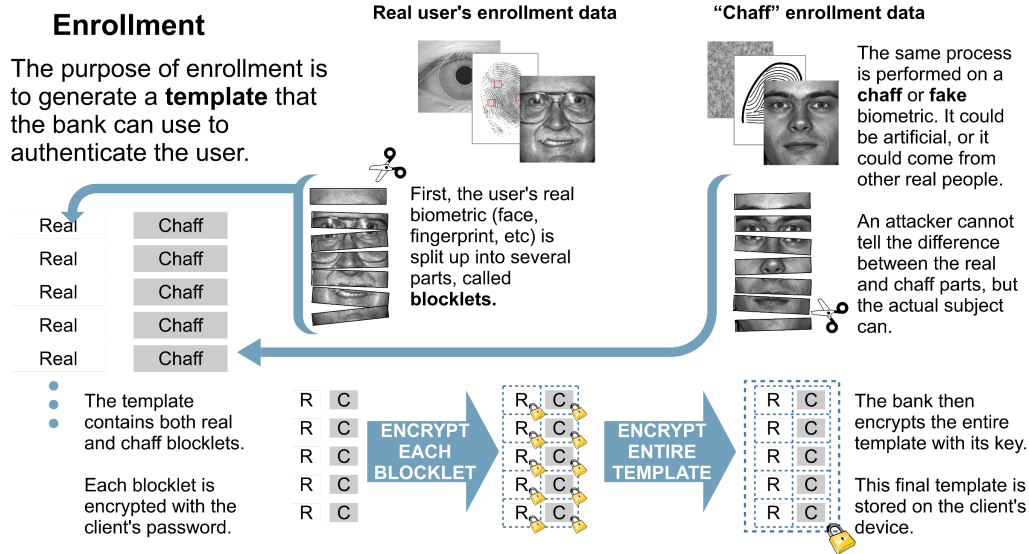 Enrollment
The purpose of enrollment is
to generate a template that
the bank can use to
authenticate the user.
Real user's enrollment data
“Chaff” enrollment data
The same process
is performed on a
chaff or fake
biometric. It could
be artificial, or it
could come from
other real people.
An attacker cannot
tell the difference
between the real
and chaff parts, but
the actual subject
can.
First, the user's real
biometric (face,
fingerprint, etc) is
split up into several
parts, called
blocklets.
Real Chaff
Real Chaff
Real Chaff
Real Chaff
Real Chaff
The template
contains both real
and chaff blocklets.
Each blocklet is
encrypted with the
client's password.
R C
R C
R C
R C
R C
ENCRYPT
EACH
BLOCKLET
R C
R C
R C
R C
R C
ENCRYPT
ENTIRE
TEMPLATE
R C
R C
R C
R C
R C
The bank then
encrypts the entire
template with its key.
This final template is
stored on the client's
device.